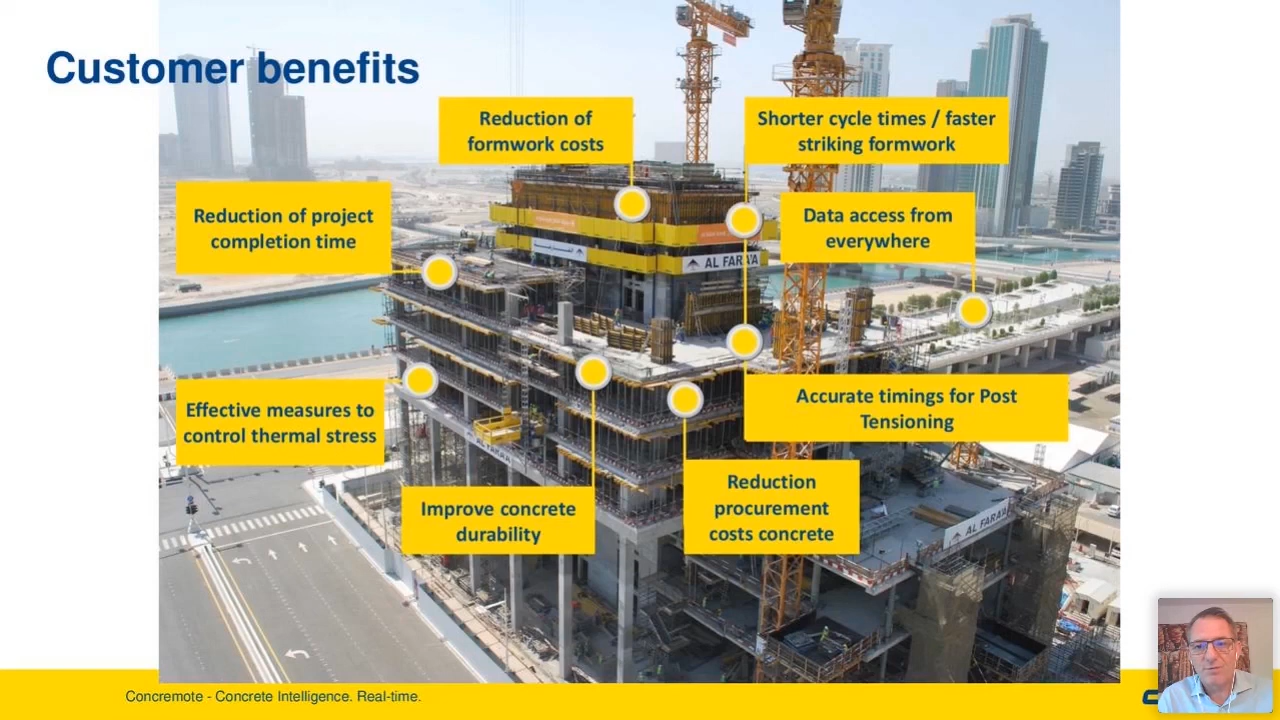 Customer benefits
Reduction of
formwork costs
Shorter cycle times / faster
striking formwork
Reduction of project
completion time
Data access from
everywhere
AL FARA'A
Effective measures to
control thermal stress
Accurate timings for Post
Tensioning
AL FARA'A
Improve concrete
durability
Reduction
procurement
costs concrete
AL FARA'A
Concremote - Concrete Intelligence. Real-time.